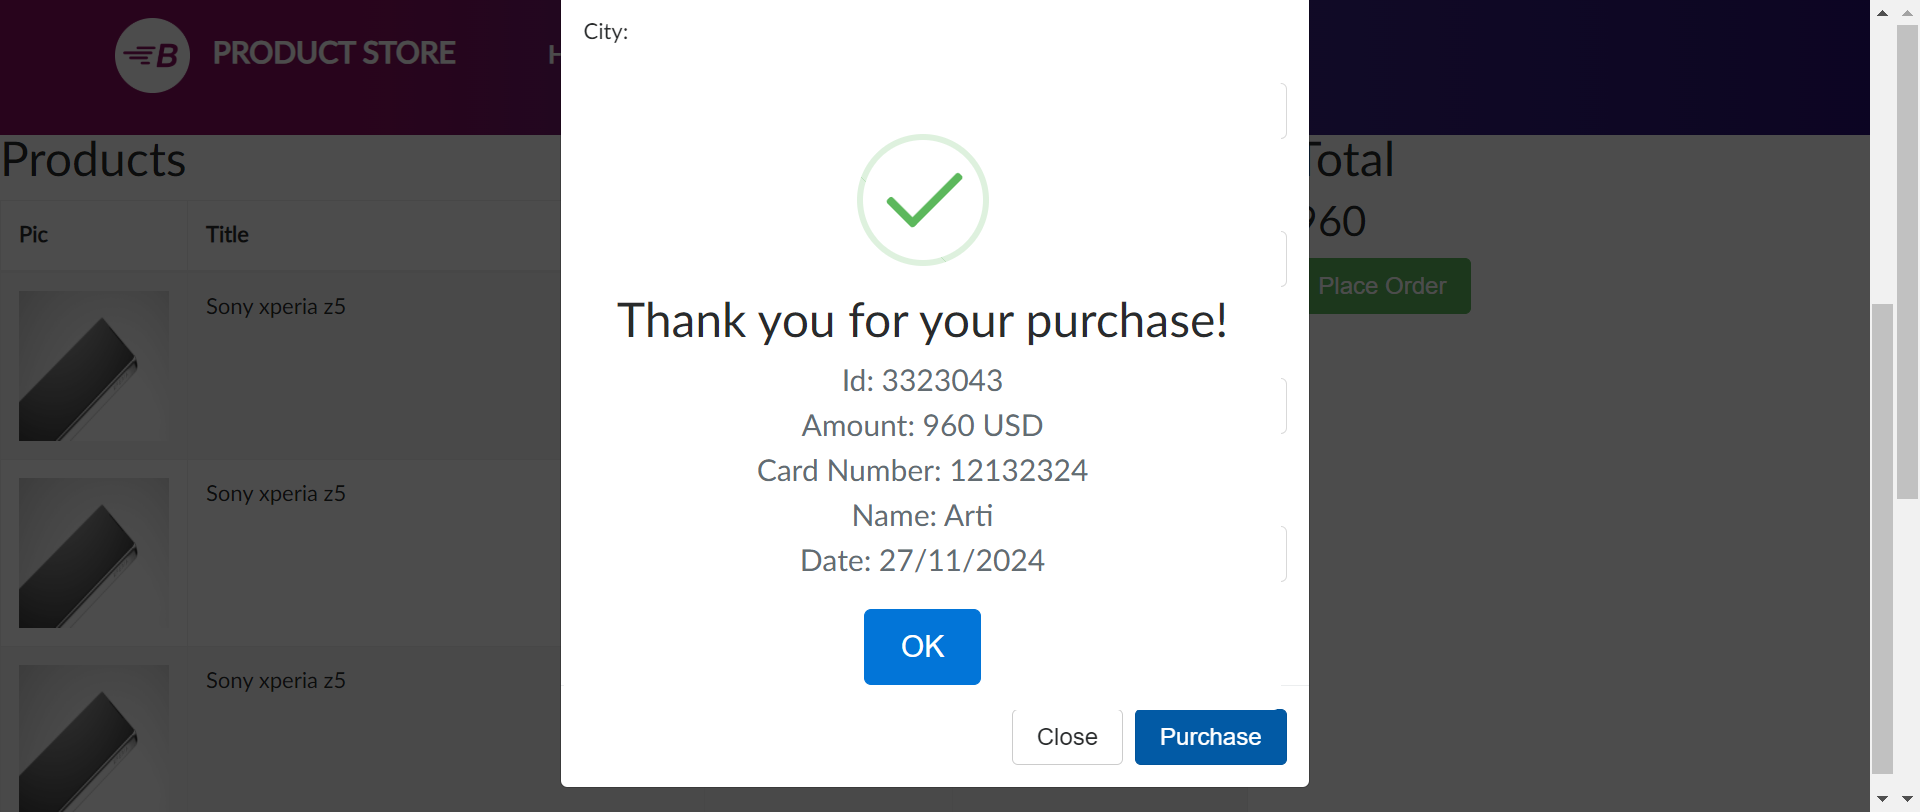 City:
B
PRODUCT STORE
H
Products
Total
960
Pic
Title
Place Order
Sony xperia z5
Sony xperia z5
Sony xperia z5
Thank you for your purchase!
Id: 3323043
Amount: 960 USD
Card Number: 12132324
Name: Arti
Date: 27/11/2024
OK
Close
Purchase